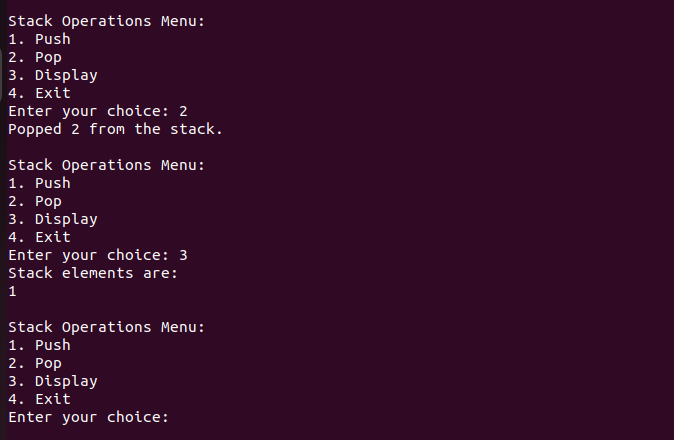 Stack Operations Menu:
1. Push
2. Pop
3. Display
4. Exit
Enter your choice: 2
Popped 2 from the stack.
Stack Operations Menu:
1. Push
2. Pop
3. Display
4. Exit
Enter your choice: 3
Stack elements are:
1
Stack Operations Menu:
1. Push
2. Pop
3. Display
4. Exit
Enter your choice: